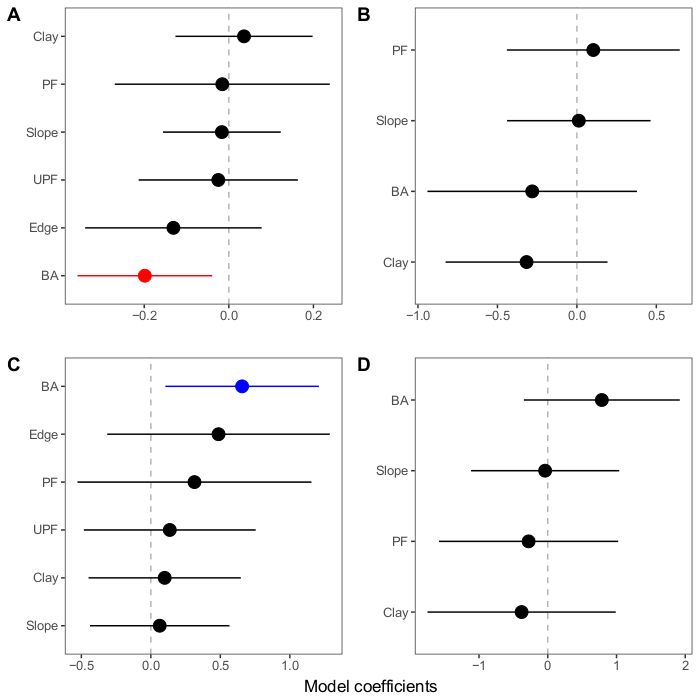 A
Clay
PF
Slope
UPF
Edge
BA
−0.2 0.0 0.2
B
PF
Slope
BA
Clay
−1.0 −0.5 0.0 0.5
C
BA
Edge
PF
UPF
Clay
Slope
−0.5 0.0 0.5 1.0
D
BA
Slope
PF
Clay
−1 0 1 2
Model coefficients